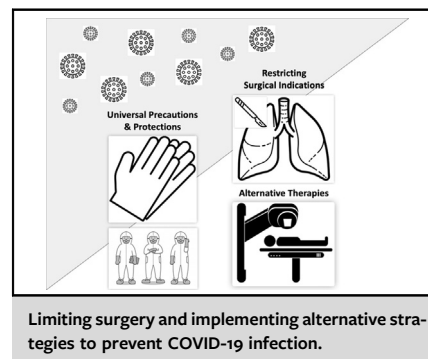 Restricting
Surgical Indications
Universal Precautions
& Protections
Alternative Therapies
Limiting surgery and implementing alternative stra-
tegies to prevent COVID-19 infection.